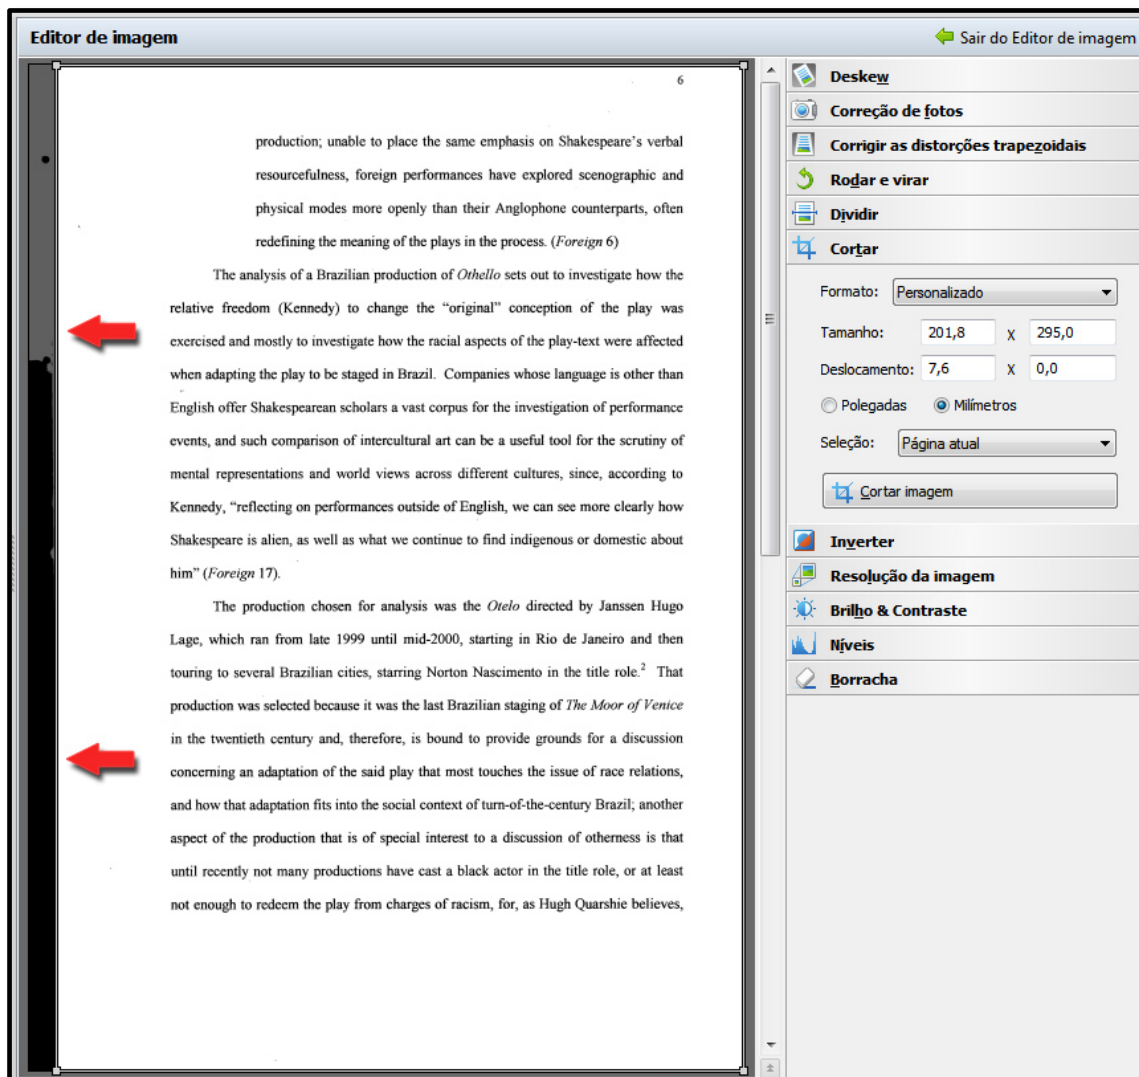 Editor de imagem
Sair do Editor de imagem
6
production; unable to place the same emphasis on Shakespeare's verbal
resourcefulness, foreign performances have explored scenographic and
physical modes more openly than their Anglophone counterparts, often
redefining the meaning of the plays in the process. (Foreign 6)
The analysis of a Brazilian production of Othello sets out to investigate how the
relative freedom (Kennedy) to change the “original” conception of the play was
exercised and mostly to investigate how the racial aspects of the play-text were affected
when adapting the play to be staged in Brazil. Companies whose language is other than
English offer Shakespearean scholars a vast corpus for the investigation of performance
events, and such comparison of intercultural art can be a useful tool for the scrutiny of
mental representations and world views across different cultures, since, according to
Kennedy, “reflecting on performances outside of English, we can see more clearly how
Shakespeare is alien, as well as what we continue to find indigenous or domestic about
him” (Foreign 17).
The production chosen for analysis was the Otelo directed by Janssen Hugo
Lage, which ran from late 1999 until mid-2000, starting in Rio de Janeiro and then
touring to several Brazilian cities, starring Norton Nascimento in the title role.² That
production was selected because it was the last Brazilian staging of The Moor of Venice
in the twentieth century and, therefore, is bound to provide grounds for a discussion
concerning an adaptation of the said play that most touches the issue of race relations,
and how that adaptation fits into the social context of turn-of-the-century Brazil; another
aspect of the production that is of special interest to a discussion of otherness is that
until recently not many productions have cast a black actor in the title role, or at least
not enough to redeem the play from charges of racism, for, as Hugh Quarshie believes,
Deskew
Correção de fotos
Corrigir as distorções trapezoidais
Rodar e virar
Dividir
Cortar
Formato: Personalizado
Tamanho: 201,8 x 295,0
Deslocamento: 7,6 x 0,0
Polegadas Milímetros
Seleção: Página atual
Cortar imagem
Inverter
Resolução da imagem
Brilho & Contraste
Níveis
Borracha